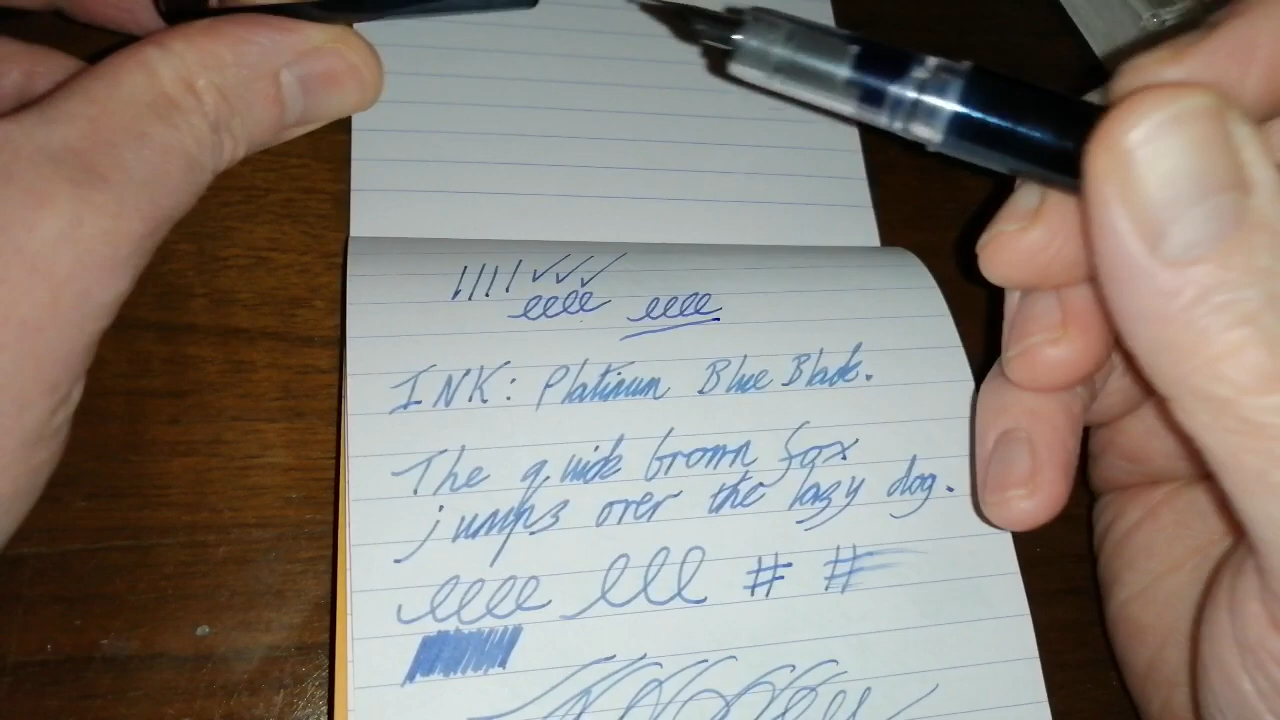 INK: Platinum Blue Black.
The quick brown fox
jumps over the lazy dog.
# #